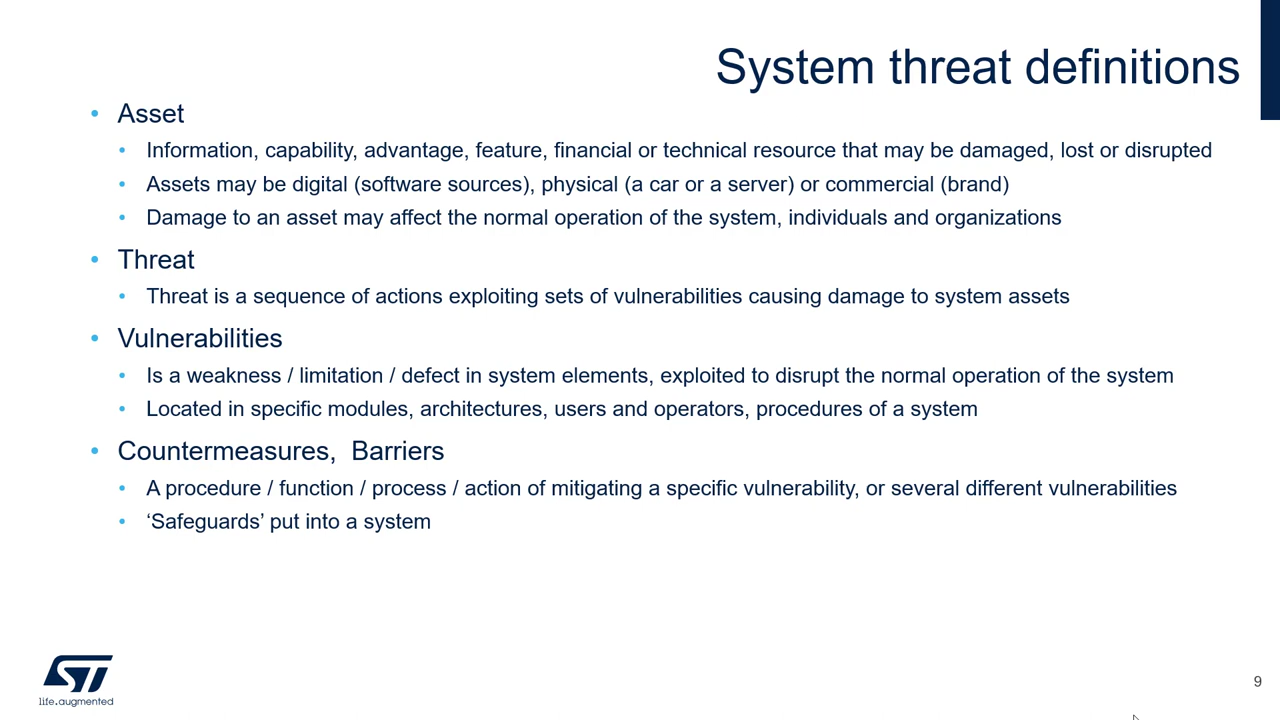 System threat definitions
• Asset
• Information, capability, advantage, feature, financial or technical resource that may be damaged, lost or disrupted
• Assets may be digital (software sources), physical (a car or a server) or commercial (brand)
• Damage to an asset may affect the normal operation of the system, individuals and organizations
• Threat
• Threat is a sequence of actions exploiting sets of vulnerabilities causing damage to system assets
• Vulnerabilities
• Is a weakness / limitation / defect in system elements, exploited to disrupt the normal operation of the system
• Located in specific modules, architectures, users and operators, procedures of a system
• Countermeasures,  Barriers
• A procedure / function / process / action of mitigating a specific vulnerability, or several different vulnerabilities
• ‘Safeguards’ put into a system
ST
life.augmented
9